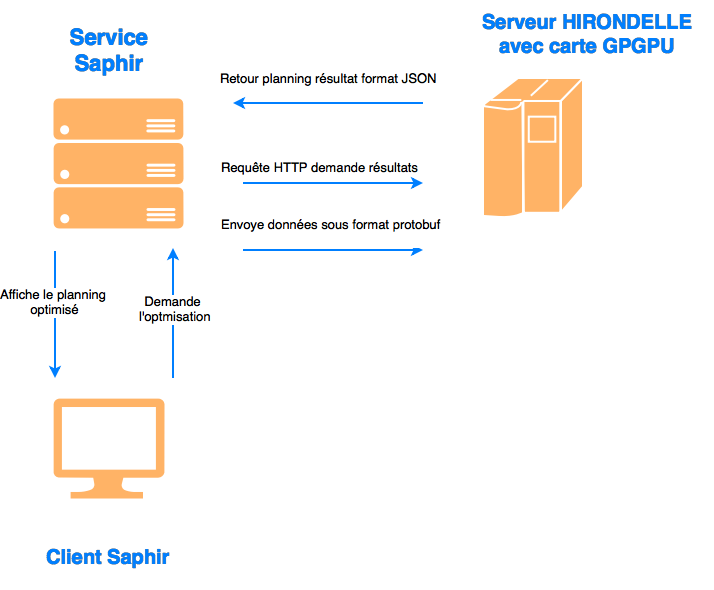 Service
Saphir
Serveur HIRONDELLE
avec carte GPGPU
Retour planning résultat format JSON
Requête HTTP demande résultats
Envoye données sous format protobuf
Affiche le planning
optimisé
Demande
l'optmisation
Client Saphir